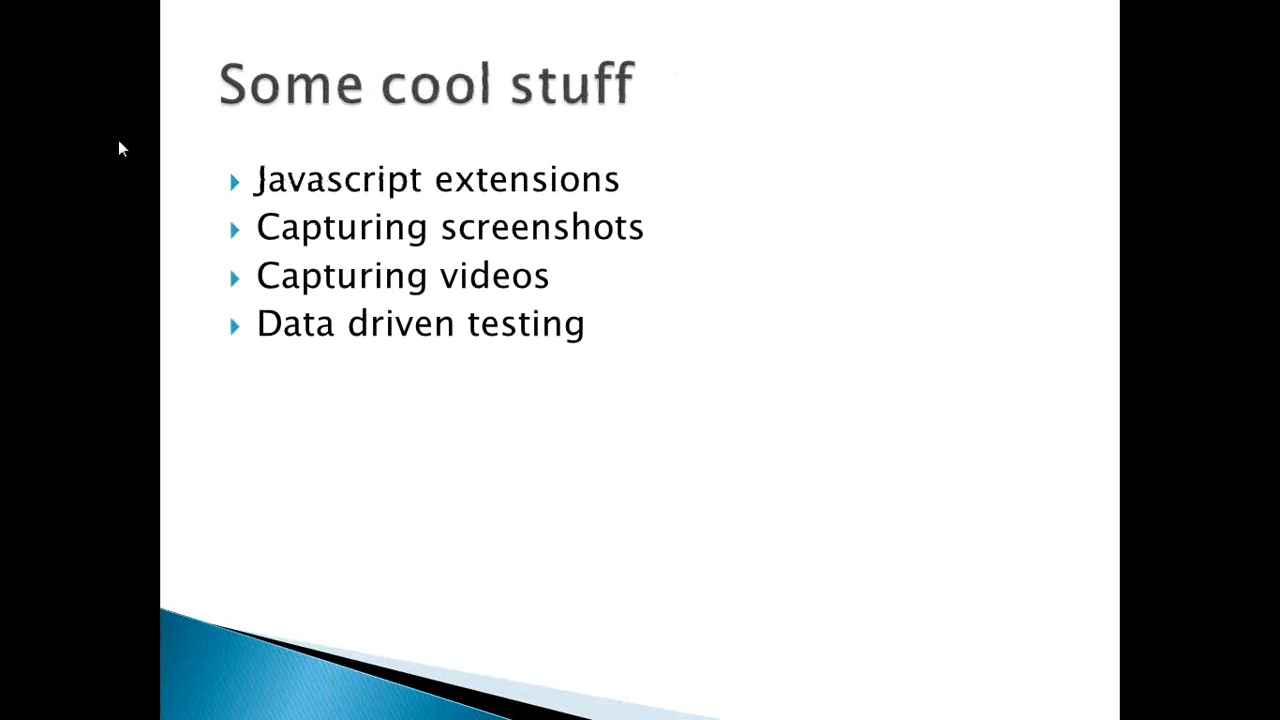 Some cool stuff
Javascript extensions
Capturing screenshots
Capturing videos
Data driven testing